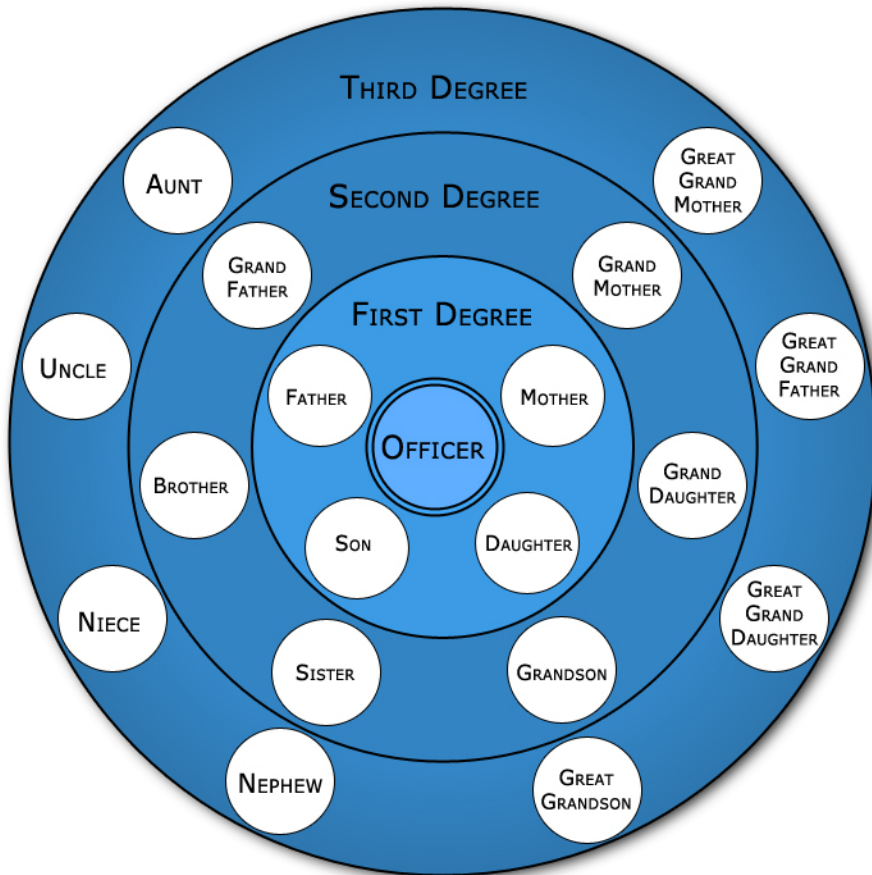 Third Degree
Aunt
Great
Grand
Mother
Second Degree
Grand
Father
Grand
Mother
First Degree
Uncle
Great
Grand
Father
Father
Mother
Officer
Brother
Grand
Daughter
Son
Daughter
Niece
Great
Grand
Daughter
Sister
Grandson
Nephew
Great
Grandson